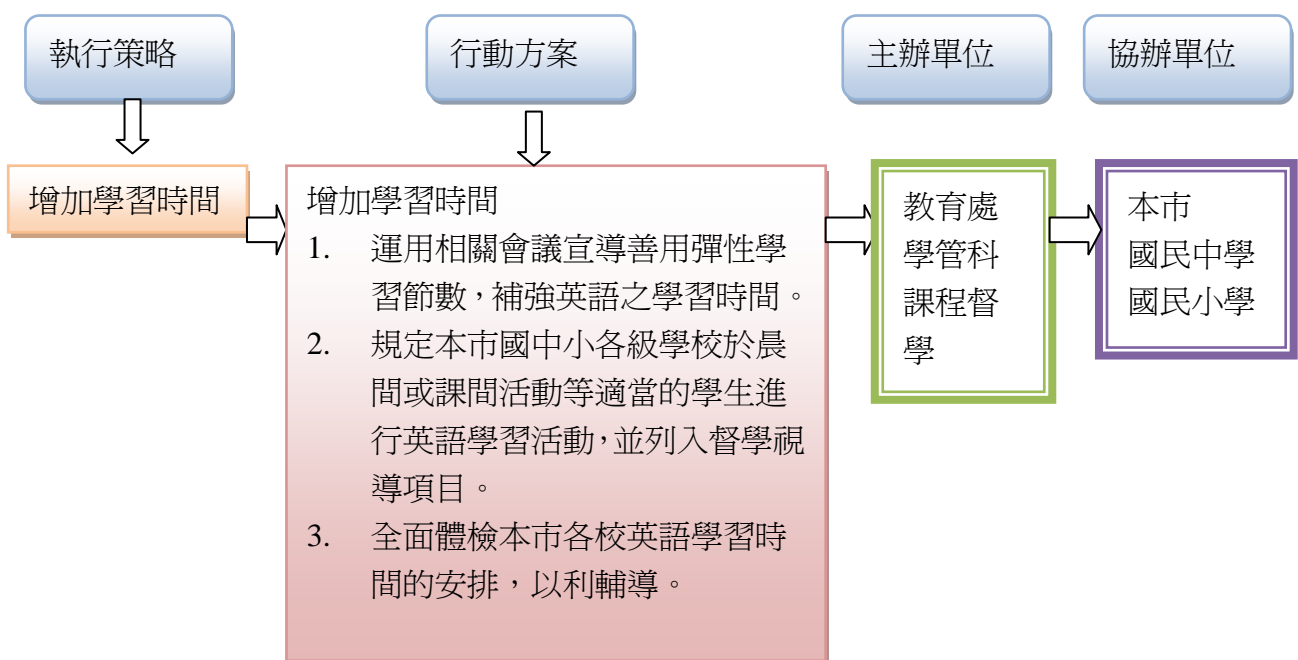 執行策略
行動方案
主辦單位
協辦單位
增加學習時間
增加學習時間
1. 運用相關會議宣導善用彈性學
習節數，補強英語之學習時間。
2. 規定本市國中小各級學校於晨
間或課間活動等適當的學生進
行英語學習活動，並列入督學視
導項目。
3. 全面體檢本市各校英語學習時
間的安排，以利輔導。
教育處
學管科
課程督
學
本市
國民中學
國民小學